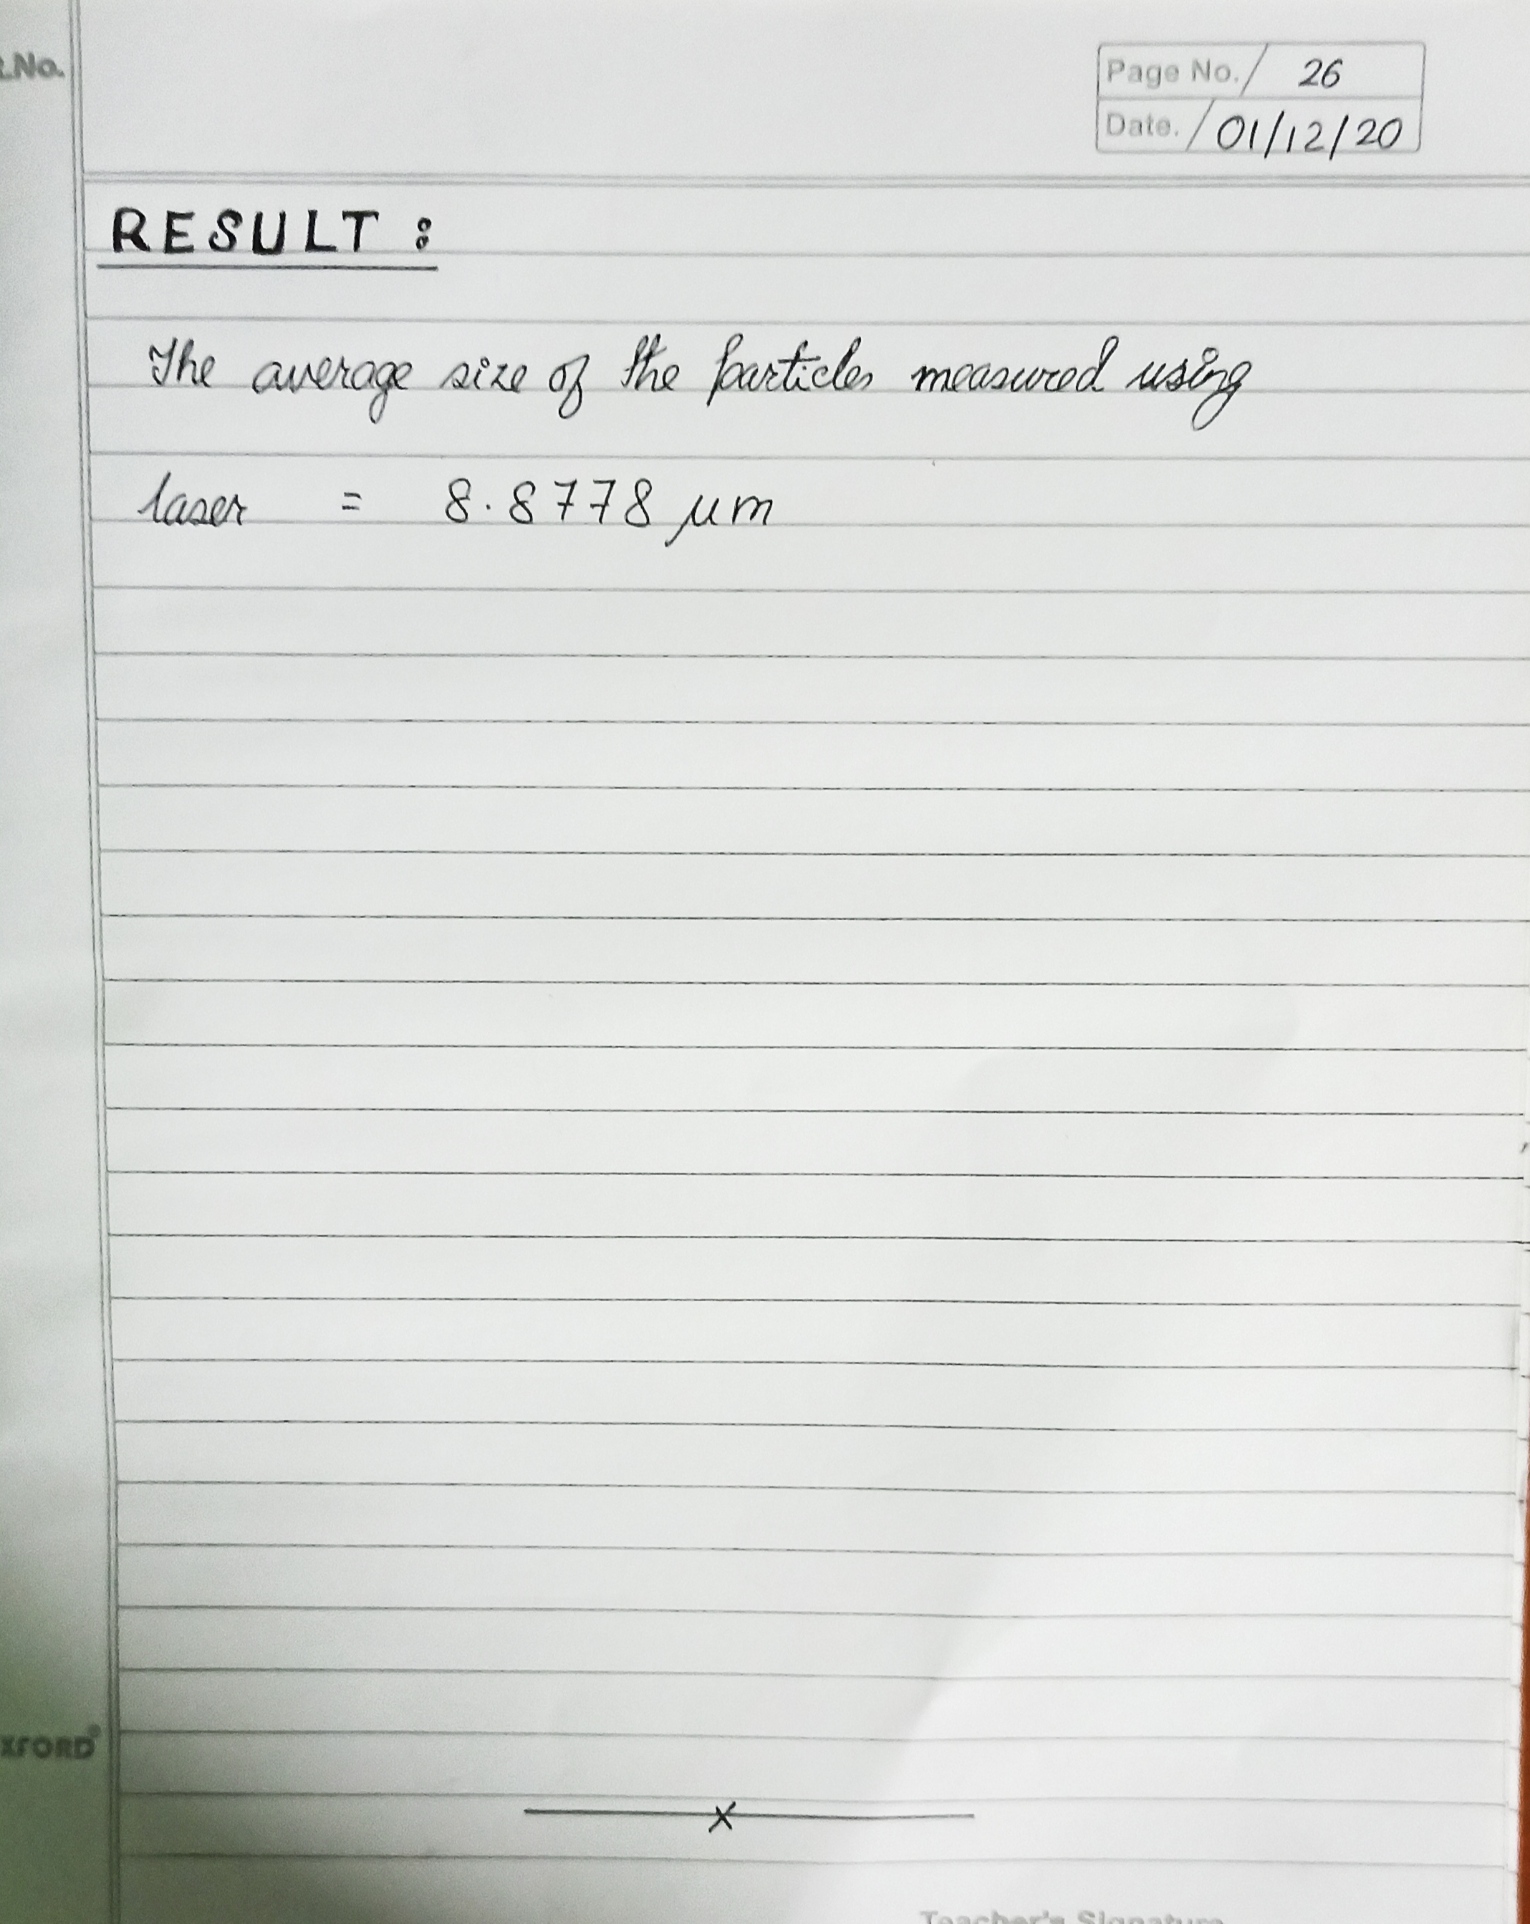 .No.
Page No. 26
Date. 01/12/20
RESULT :
The average size of the particles measured using
laser = 8.8778 μm
XFORD®
x
Teacher's Signature